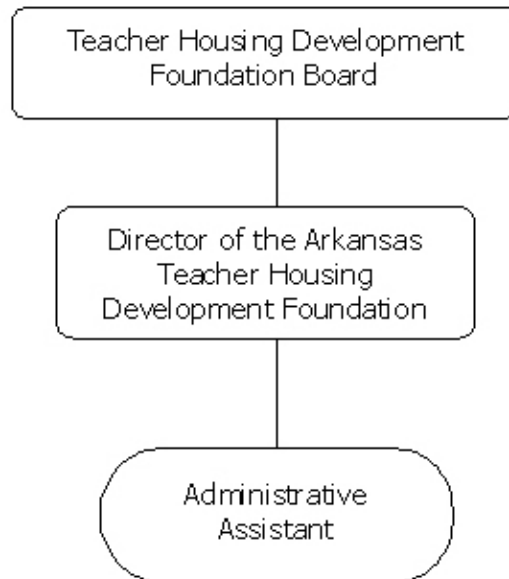 Teacher Housing Development
Foundation Board
Director of the Arkansas
Teacher Housing
Development Foundation
Administrative
Assistant